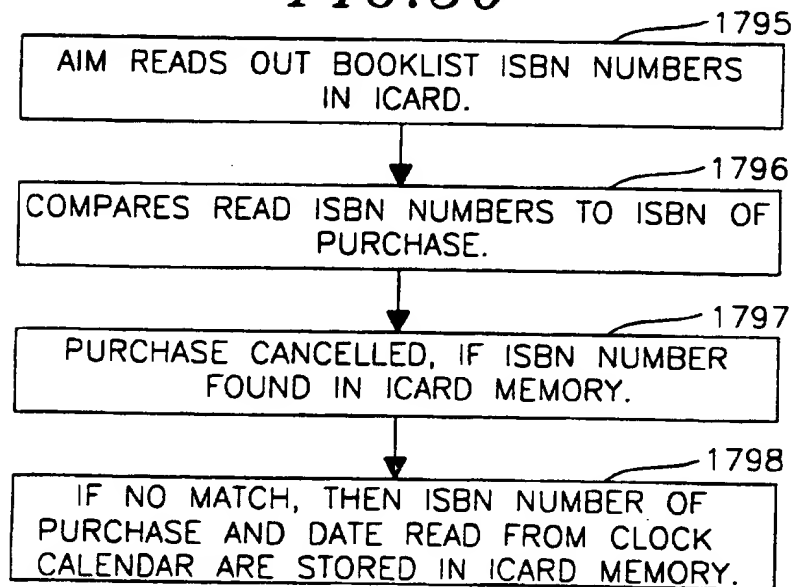 1795
AIM READS OUT BOOKLIST ISBN NUMBERS
IN ICARD.
1796
COMPARES READ ISBN NUMBERS TO ISBN OF
PURCHASE.
1797
PURCHASE CANCELLED, IF ISBN NUMBER
FOUND IN ICARD MEMORY.
1798
IF NO MATCH, THEN ISBN NUMBER OF
PURCHASE AND DATE READ FROM CLOCK
CALENDAR ARE STORED IN ICARD MEMORY.